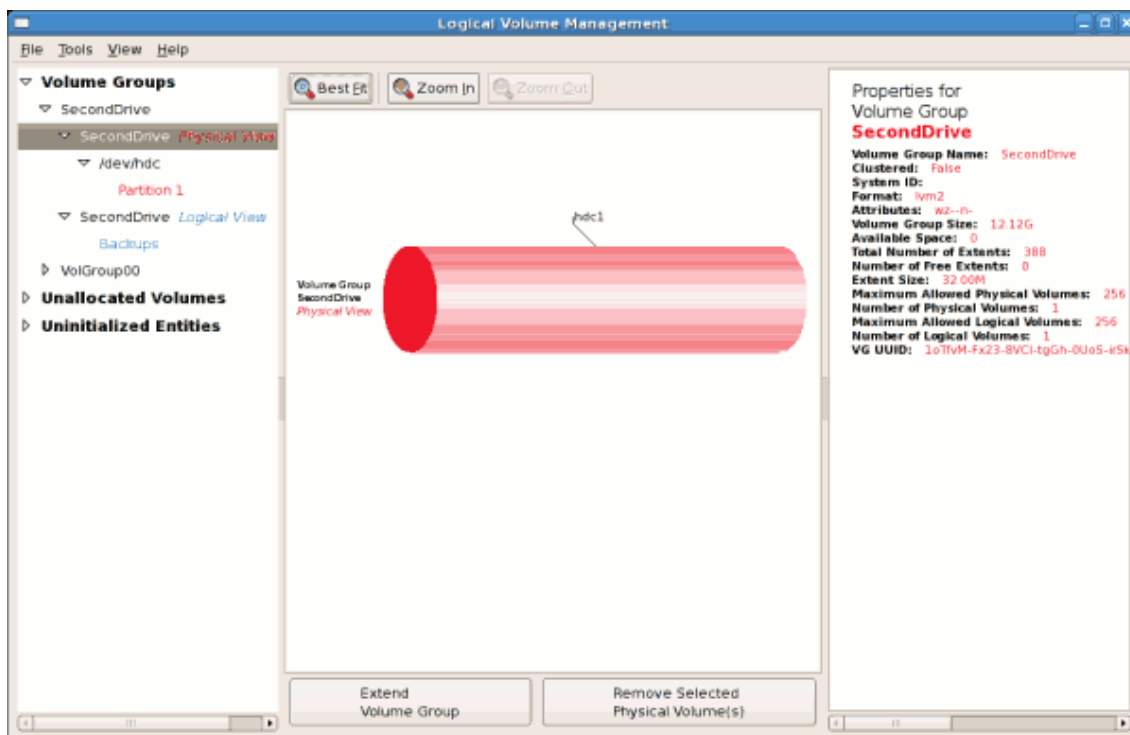 Logical Volume Management
File Tools View Help
Volume Groups
SecondDrive
SecondDrive Physical View
/dev/hdc
Partition 1
SecondDrive Logical View
Backups
VolGroup00
Unallocated Volumes
Uninitialized Entities
Best Fit Zoom In Zoom Out
hdc1
Volume Group
SecondDrive
Physical View
Extend
Volume Group
Remove Selected
Physical Volume(s)
Properties for
Volume Group
SecondDrive
Volume Group Name: SecondDrive
Clustered: False
System ID:
Format: lvm2
Attributes: wz--n-
Volume Group Size: 12.12G
Available Space: 0
Total Number of Extents: 388
Number of Free Extents: 0
Extent Size: 32.00M
Maximum Allowed Physical Volumes: 256
Number of Physical Volumes: 1
Maximum Allowed Logical Volumes: 256
Number of Logical Volumes: 1
VG UUID: